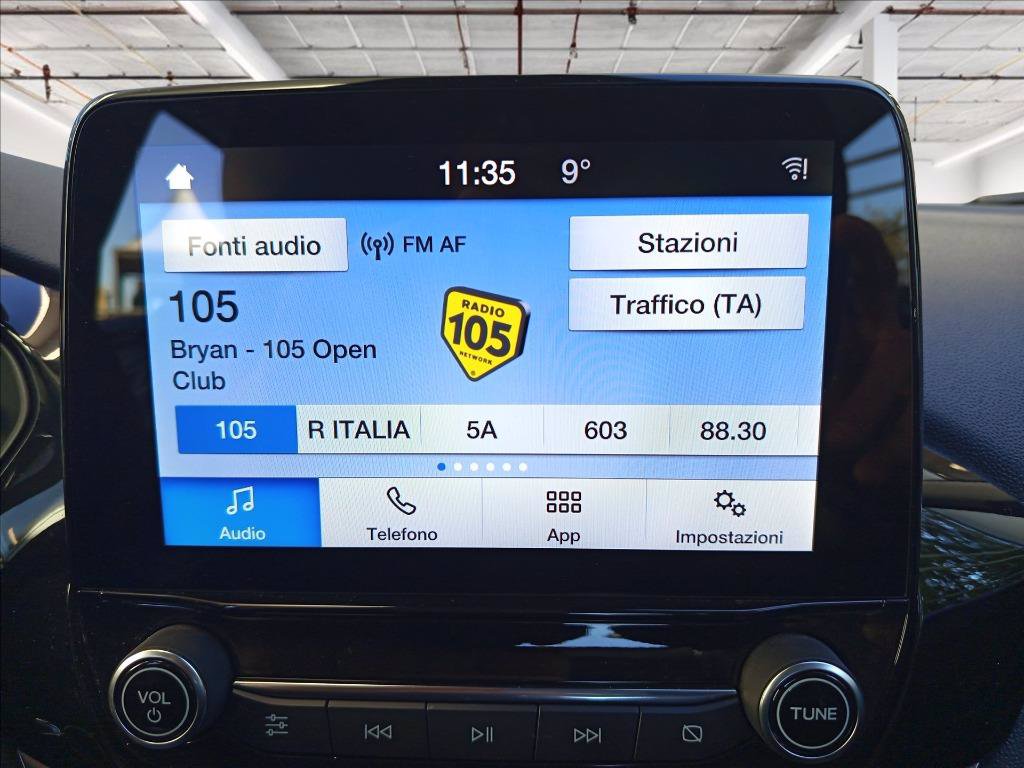 11:35 9°
Fonti audio FM AF Stazioni
Traffico (TA)
105
Bryan - 105 Open
Club
RADIO
105
NETWORK
105 R ITALIA 5A 603 88.30
Audio Telefono App Impostazioni
VOL
TUNE